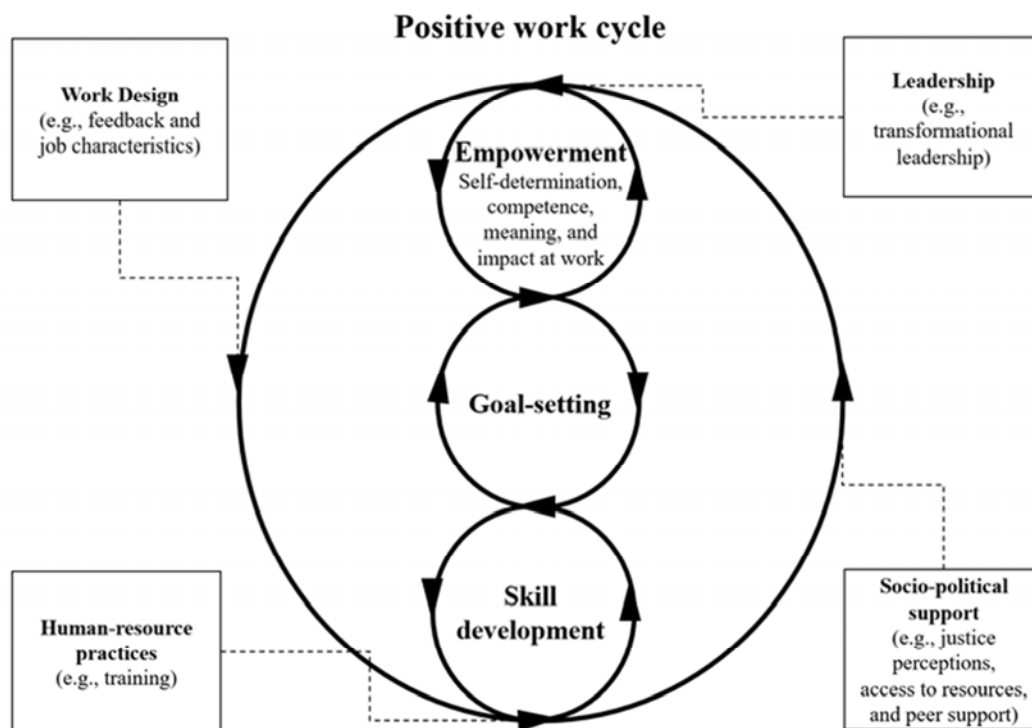 Positive work cycle
Work Design
(e.g., feedback and
job characteristics)
Leadership
(e.g.,
transformational
leadership)
Empowerment
Self-determination,
competence,
meaning, and
impact at work
Goal-setting
Skill
development
Human-resource
practices
(e.g., training)
Socio-political
support
(e.g., justice
perceptions,
access to resources,
and peer support)